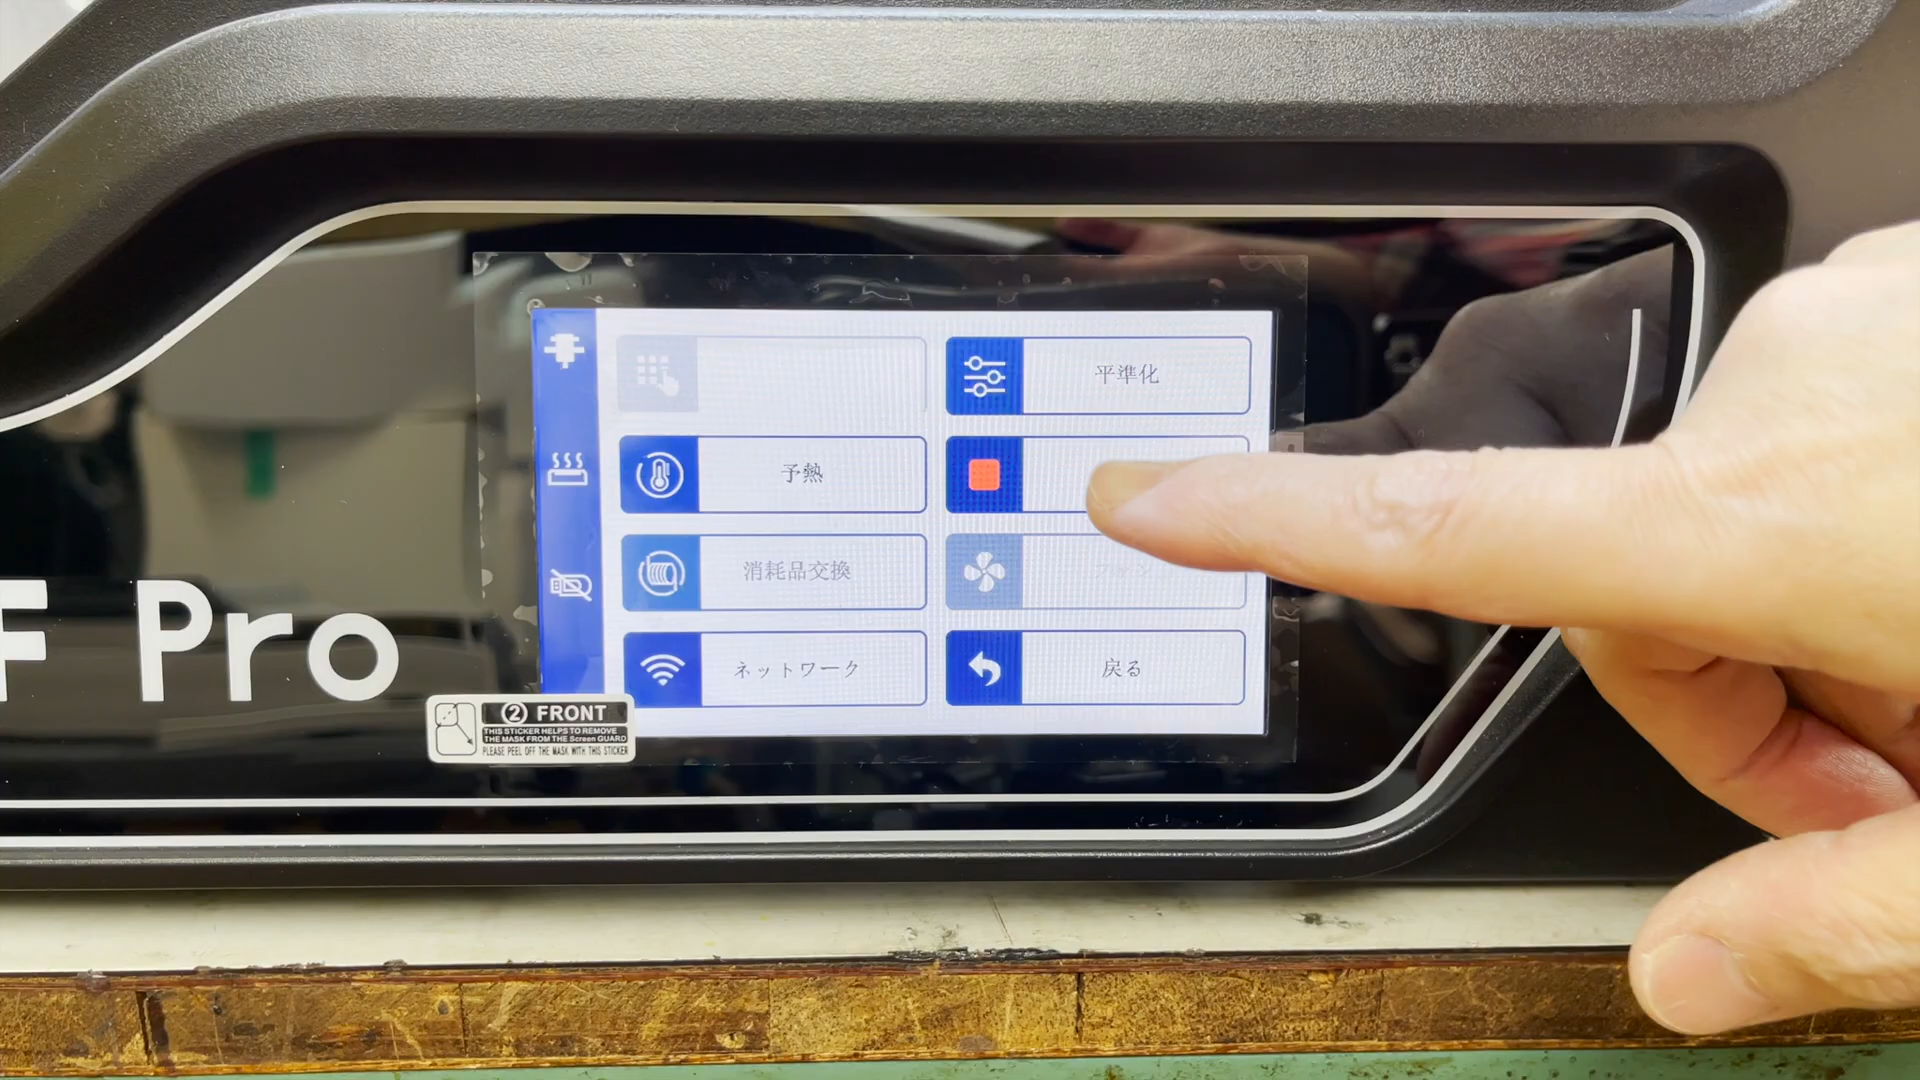 平準化
予熱
消耗品交換
ネットワーク
戻る
F Pro
② FRONT
THIS STICKER HELPS TO REMOVE
THE MASK FROM THE Screen GUARD
PLEASE PEEL OFF THE MASK WITH THIS STICKER